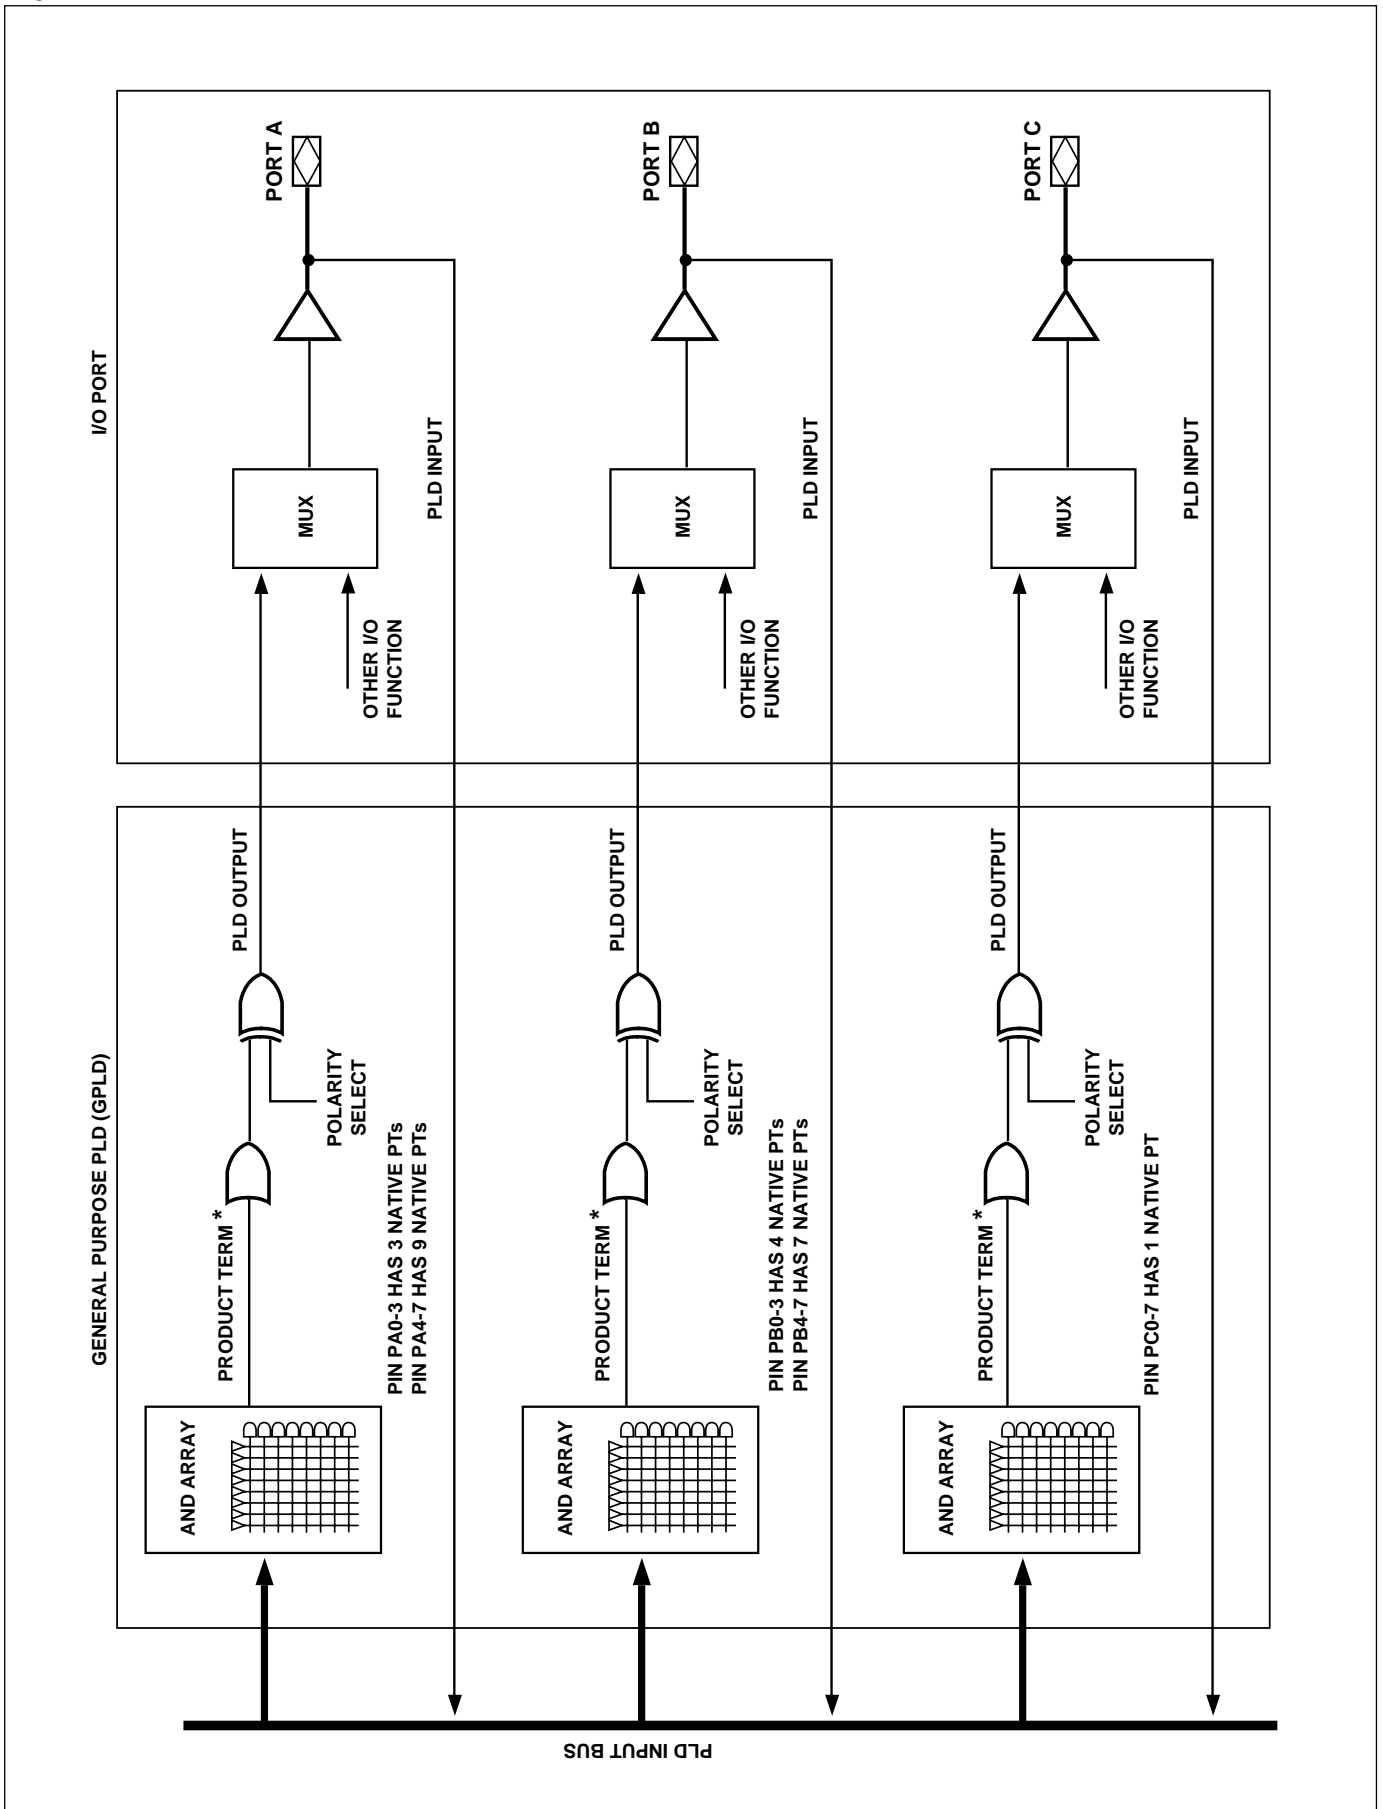 GENERAL PURPOSE PLD (GPLD)
I/O PORT
AND ARRAY
PRODUCT TERM *
POLARITY
SELECT
PLD OUTPUT
OTHER I/O
FUNCTION
MUX
PORT A
PLD INPUT
PIN PA0-3 HAS 3 NATIVE PTs
PIN PA4-7 HAS 9 NATIVE PTs
AND ARRAY
PRODUCT TERM *
POLARITY
SELECT
PLD OUTPUT
OTHER I/O
FUNCTION
MUX
PORT B
PLD INPUT
PIN PB0-3 HAS 4 NATIVE PTs
PIN PB4-7 HAS 7 NATIVE PTs
AND ARRAY
PRODUCT TERM *
POLARITY
SELECT
PLD OUTPUT
OTHER I/O
FUNCTION
MUX
PORT C
PLD INPUT
PIN PC0-7 HAS 1 NATIVE PT
PLD INPUT BUS